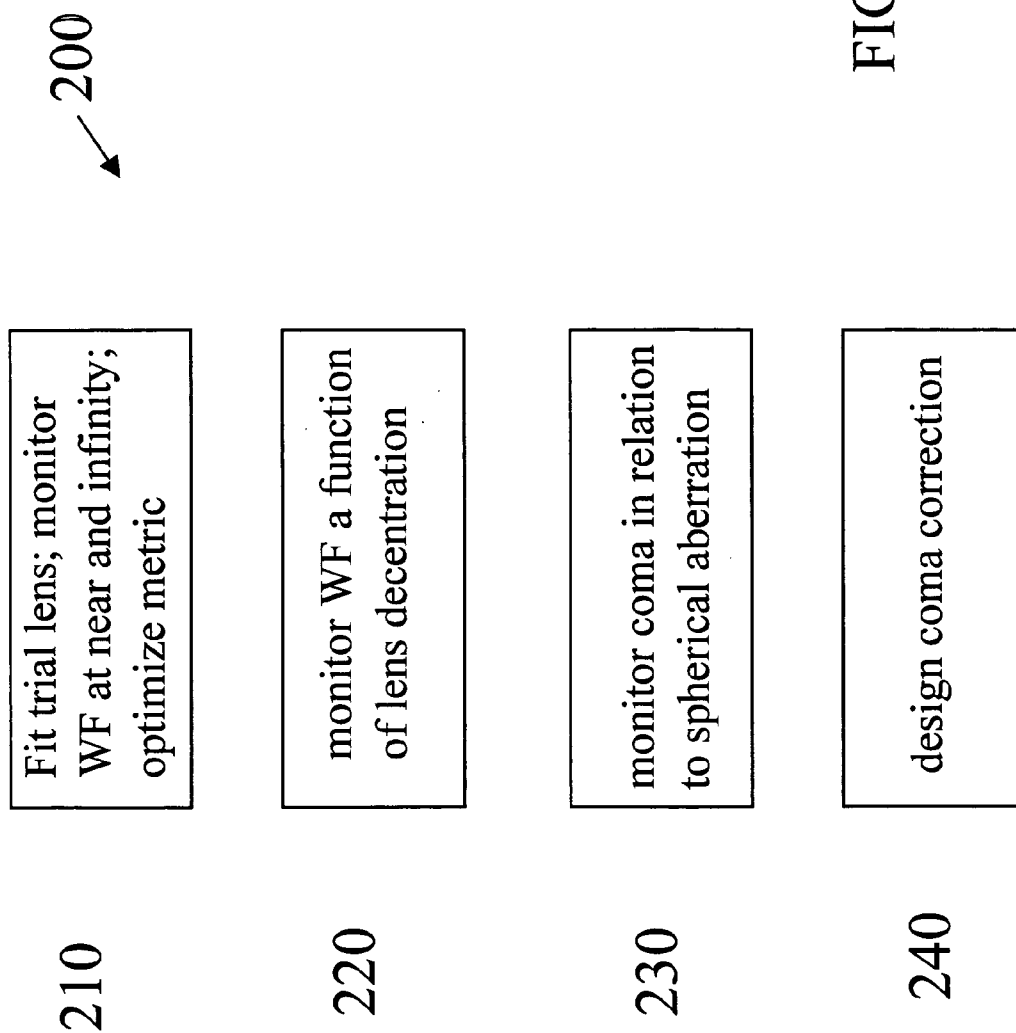 200
210
Fit trial lens; monitor
WF at near and infinity;
optimize metric
220
monitor WF a function
of lens decentration
230
monitor coma in relation
to spherical aberration
240
design coma correction
FIG